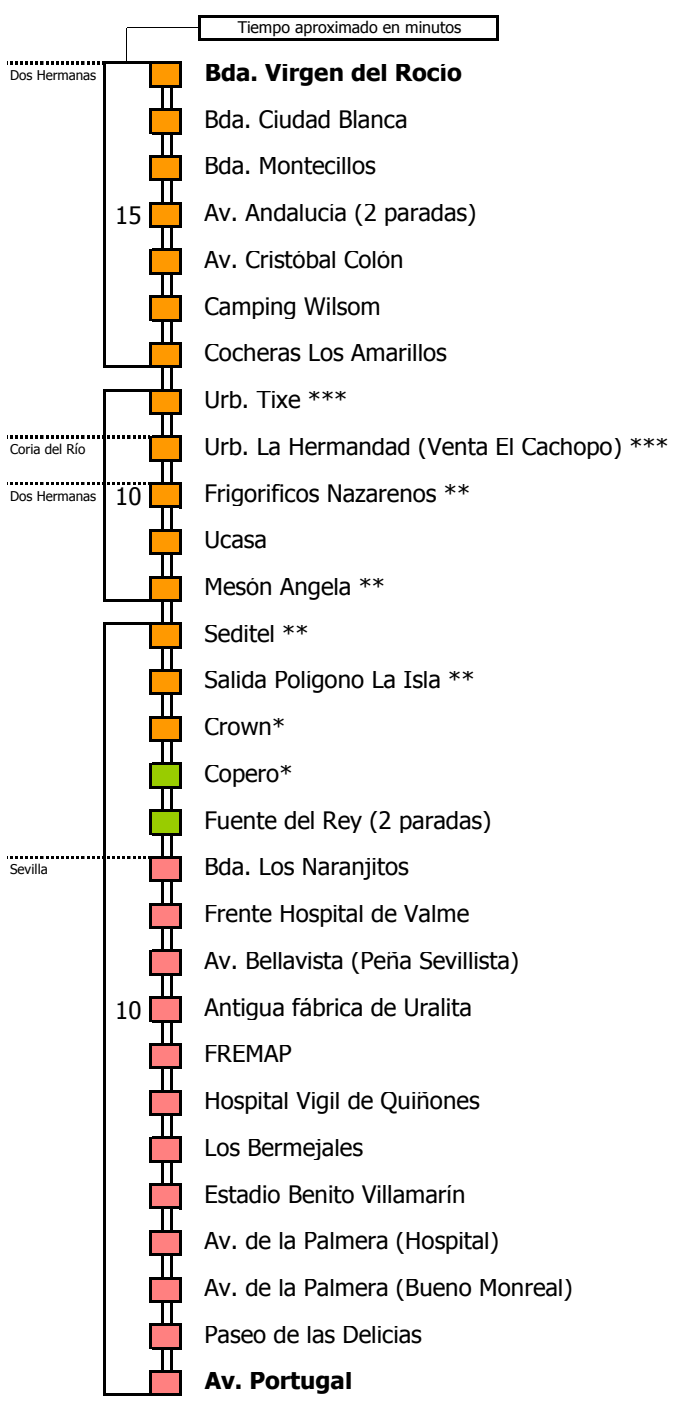 Tiempo aproximado en minutos
Dos Hermanas
Bda. Virgen del Rocío
Bda. Ciudad Blanca
Bda. Montecillos
15
Av. Andalucía (2 paradas)
Av. Cristóbal Colón
Camping Wilsom
Cocheras Los Amarillos
Urb. Tixe ***
Coria del Río
Urb. La Hermandad (Venta El Cachopo) ***
Dos Hermanas
10
Frigorificos Nazarenos **
Ucasa
Mesón Angela **
Seditel **
Salida Poligono La Isla **
Crown*
Copero*
Fuente del Rey (2 paradas)
Sevilla
Bda. Los Naranjitos
Frente Hospital de Valme
Av. Bellavista (Peña Sevillista)
10
Antigua fábrica de Uralita
FREMAP
Hospital Vigil de Quiñones
Los Bermejales
Estadio Benito Villamarín
Av. de la Palmera (Hospital)
Av. de la Palmera (Bueno Monreal)
Paseo de las Delicias
Av. Portugal